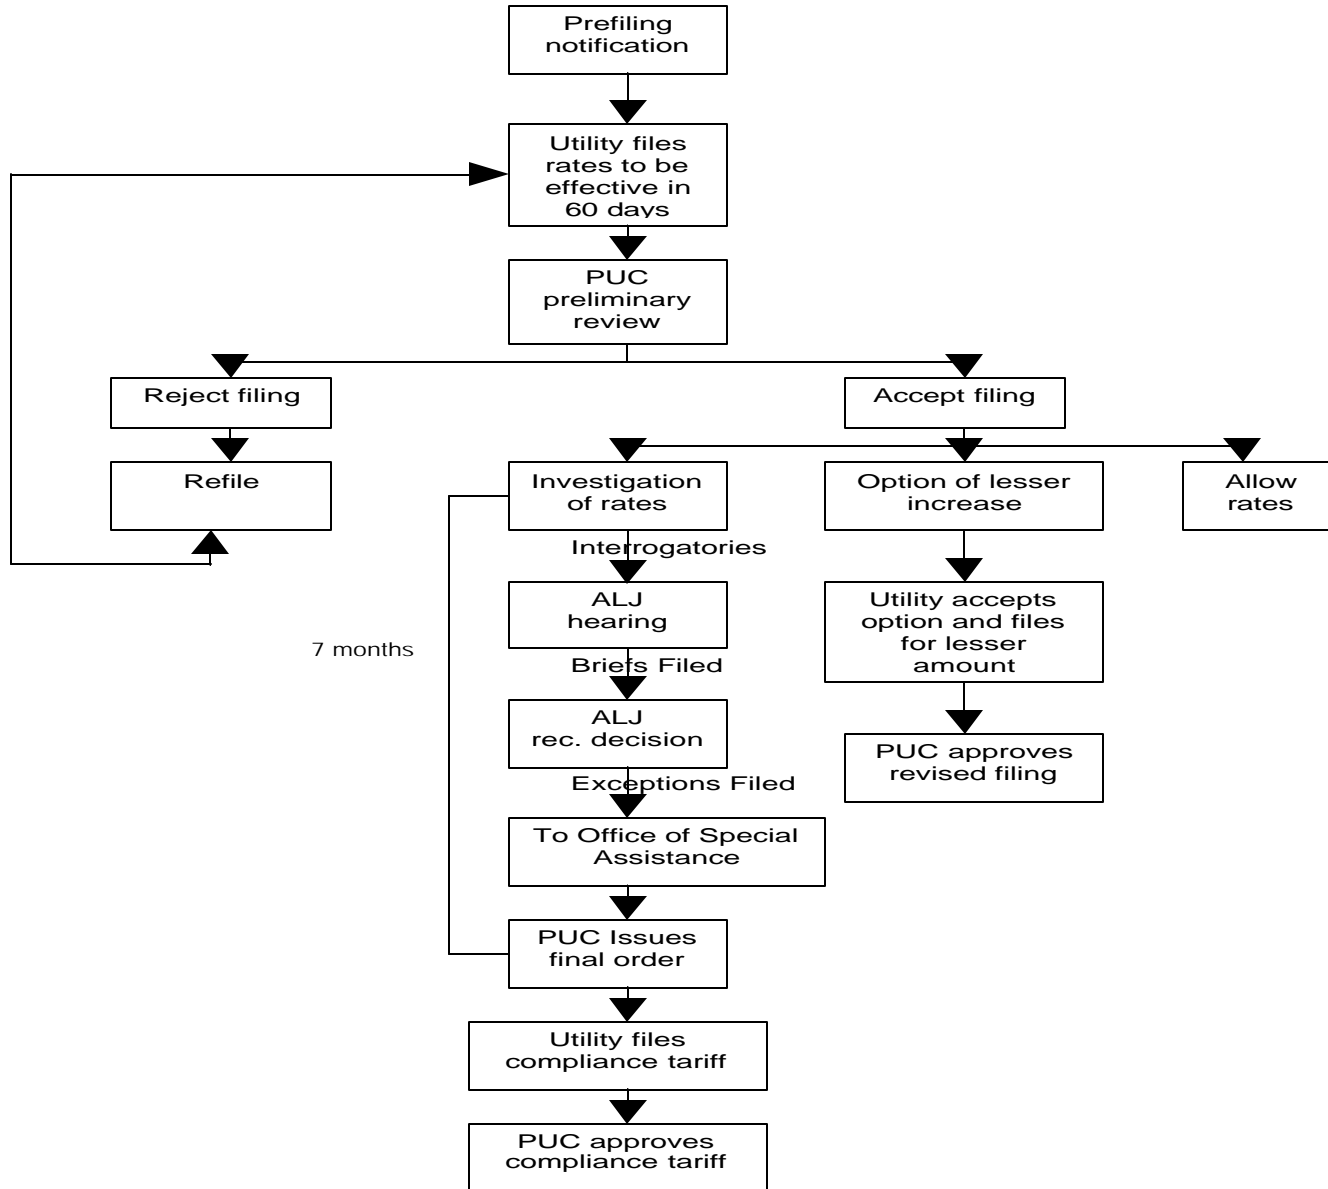 Prefiling
notification
Utility files
rates to be
effective in
60 days
PUC
preliminary
review
Reject filing
Accept filing
Refile
Investigation
of rates
Option of lesser
increase
Allow
rates
Interrogatories
ALJ
hearing
Utility accepts
option and files
for lesser
amount
7 months
Briefs Filed
ALJ
rec. decision
PUC approves
revised filing
Exceptions Filed
To Office of Special
Assistance
PUC Issues
final order
Utility files
compliance tariff
PUC approves
compliance tariff